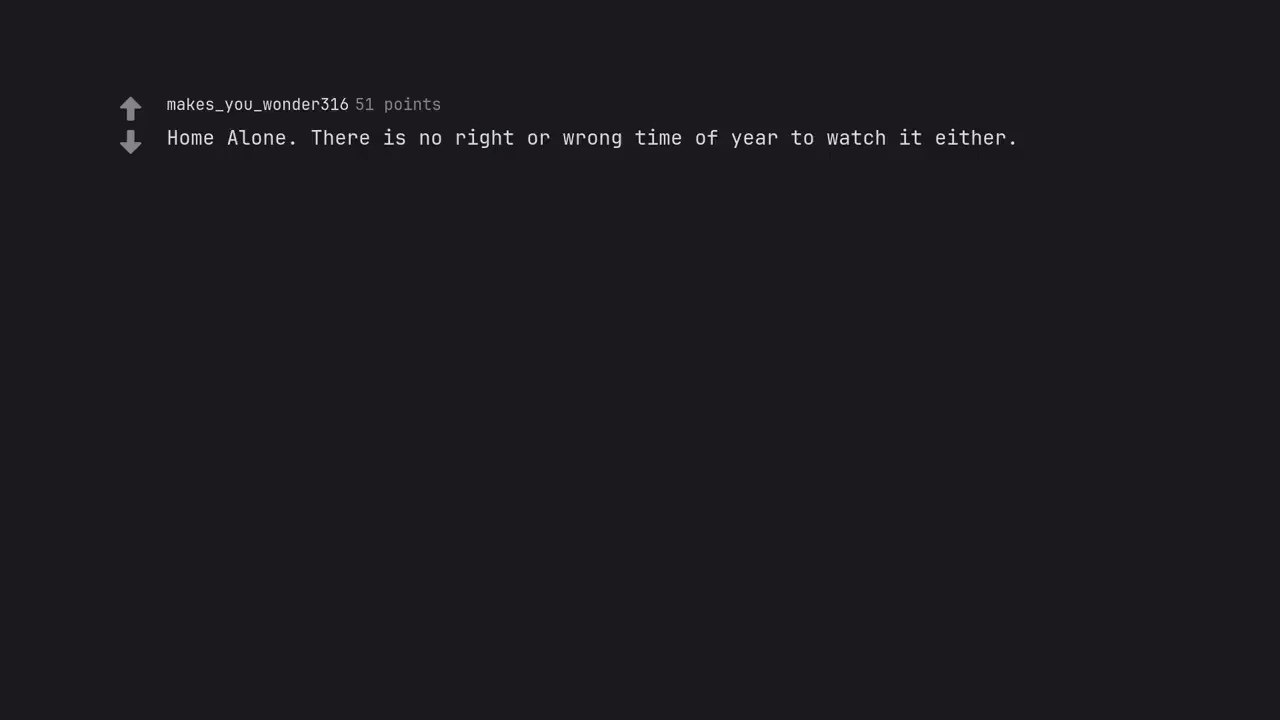 makes_you_wonder316 51 points
Home Alone. There is no right or wrong time of year to watch it either.